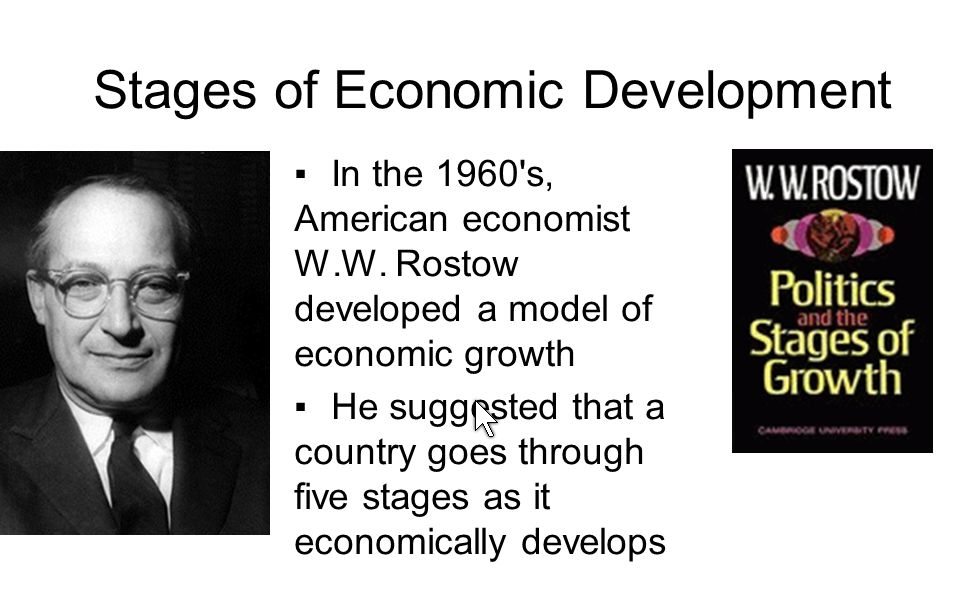 Stages of Economic Development
▪ In the 1960's,
American economist
W.W. Rostow
developed a model of
economic growth
▪ He suggested that a
country goes through
five stages as it
economically develops
W. W. ROSTOW
Politics
and the
Stages of
Growth
CAMBRIDGE UNIVERSITY PRESS